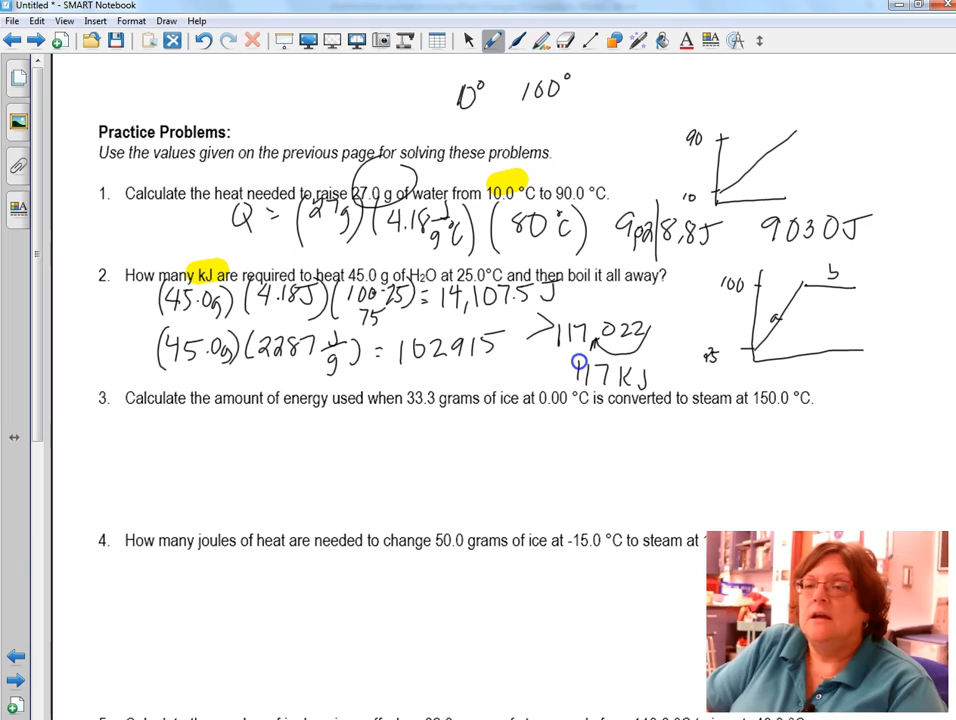 Untitled * - SMART Notebook
File Edit View Insert Format Draw Help
0° 100°
Practice Problems:
Use the values given on the previous page for solving these problems.
90
10
1. Calculate the heat needed to raise 27.0 g of water from 10.0 °C to 90.0 °C.
Q = (27g) (4.18 J/g°C) (80°C) 9028.8J 9030J
2. How many kJ are required to heat 45.0 g of H₂O at 25.0°C and then boil it all away?
(45.0g) (4.18J) (100-25) = 14,107.5 J
75
(45.0g) (2287 J/g) = 102915 > 117,022
117 KJ
100 b
a
25
3. Calculate the amount of energy used when 33.3 grams of ice at 0.00 °C is converted to steam at 150.0 °C.
4. How many joules of heat are needed to change 50.0 grams of ice at -15.0 °C to steam at